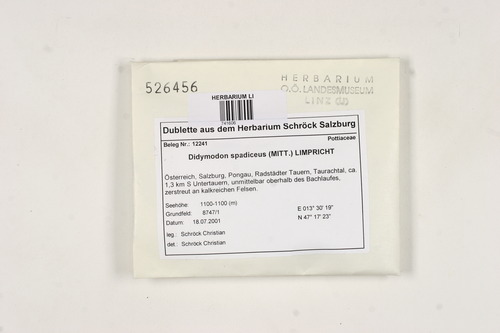 526456
HERBARIUM
O.Ö. LANDESMUSEUM
LINZ
HERBARIUM LI
Dublette aus dem Herbarium Schröck Salzburg
Beleg Nr.: 12241
Pottiaceae
Didymodon spadiceus (MITT.) LIMPRICHT
Österreich, Salzburg, Pongau, Radstädter Tauern, Taurachtal, ca.
1,3 km S Untertauern, unmittelbar oberhalb des Bachlaufes,
zerstreut an kalkreichen Felsen.
Seehöhe: 1100-1100 (m)
E 013° 30' 19"
Grundfeld: 8747/1
N 47° 17' 23"
Datum: 18.07.2001
leg.: Schröck Christian
det.: Schröck Christian